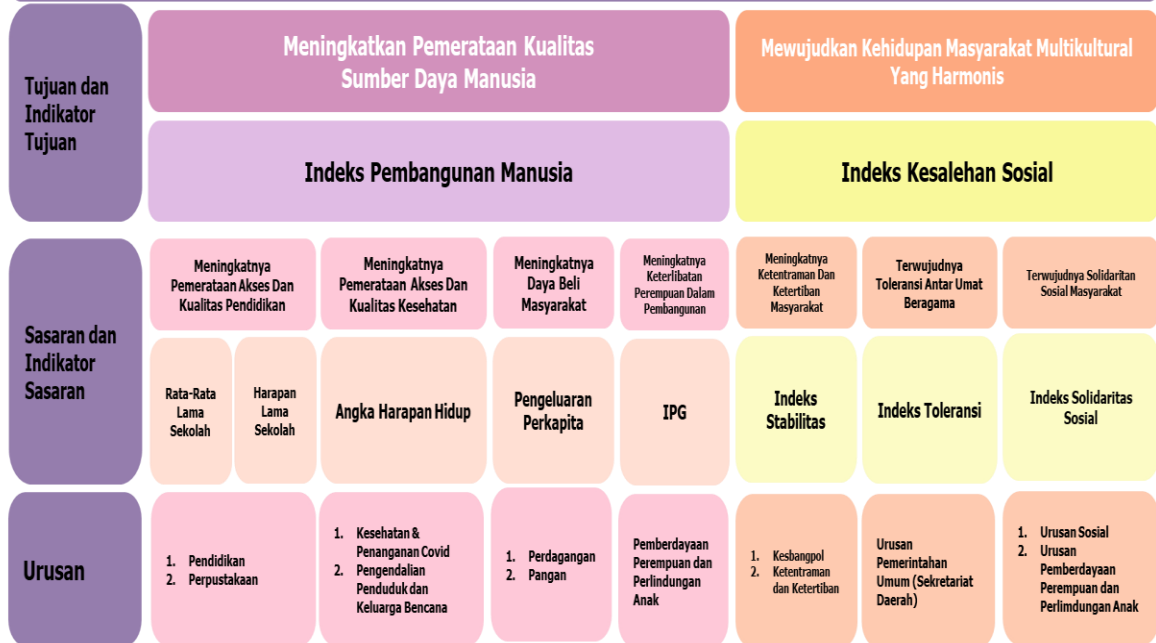 Tujuan dan
Indikator
Tujuan
Meningkatkan Pemerataan Kualitas
Sumber Daya Manusia
Mewujudkan Kehidupan Masyarakat Multikultural
Yang Harmonis
Indeks Pembangunan Manusia
Indeks Kesalehan Sosial
Sasaran dan
Indikator
Sasaran
Meningkatnya
Pemerataan Akses Dan
Kualitas Pendidikan
Meningkatnya
Pemerataan Akses Dan
Kualitas Kesehatan
Meningkatnya
Daya Beli
Masyarakat
Meningkatnya
Keterlibatan
Perempuan Dalam
Pembangunan
Meningkatnya
Ketentraman Dan
Ketertiban
Masyarakat
Terwujudnya
Toleransi Antar Umat
Beragama
Terwujudnya Solidaritan
Sosial Masyarakat
Rata-Rata
Lama
Sekolah
Harapan
Lama
Sekolah
Angka Harapan Hidup
Pengeluaran
Perkapita
IPG
Indeks
Stabilitas
Indeks Toleransi
Indeks Solidaritas
Sosial
Urusan
1. Pendidikan
2. Perpustakaan
1. Kesehatan &
Penanganan Covid
2. Pengendalian
Penduduk dan
Keluarga Bencana
1. Perdagangan
2. Pangan
Pemberdayaan
Perempuan dan
Perlindungan
Anak
1. Kesbangpol
2. Ketentraman
dan Ketertiban
Urusan
Pemerintahan
Umum (Sekretariat
Daerah)
1. Urusan Sosial
2. Urusan
Pemberdayaan
Perempuan dan
Perlimdungan Anak